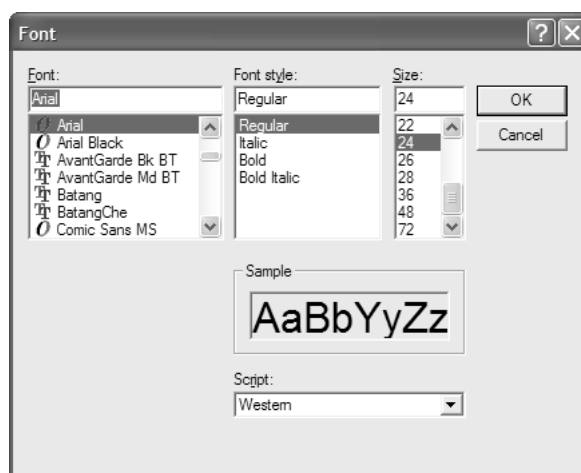 Font
Font:
Arial
Arial
Arial Black
AvantGarde Bk BT
AvantGarde Md BT
Batang
BatangChe
Comic Sans MS
Font style:
Regular
Regular
Italic
Bold
Bold Italic
Size:
24
22
24
26
28
36
48
72
OK
Cancel
Sample
AaBbYyZz
Script:
Western